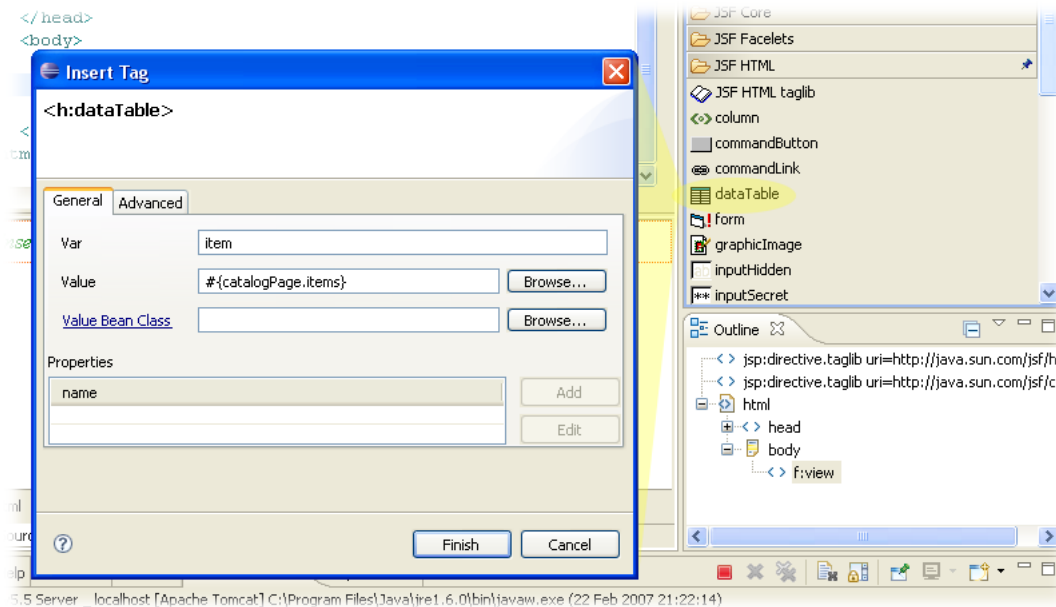 </head>
<body>
Insert Tag
<h:dataTable>
General
Advanced
Var
item
Value
#{catalogPage.items}
Browse...
Value Bean Class
Browse...
Properties
name
Add
Edit
Finish
Cancel
JSF Core
JSF Facelets
JSF HTML
JSF HTML taglib
column
commandButton
commandLink
dataTable
form
graphicImage
inputHidden
inputSecret
Outline
jsp:directive.taglib uri=http://java.sun.com/jsf/h
jsp:directive.taglib uri=http://java.sun.com/jsf/c
html
head
body
f:view
5.5 Server _ localhost [Apache Tomcat] C:\Program Files\Java\jre1.6.0\bin\javaw.exe (22 Feb 2007 21:22:14)